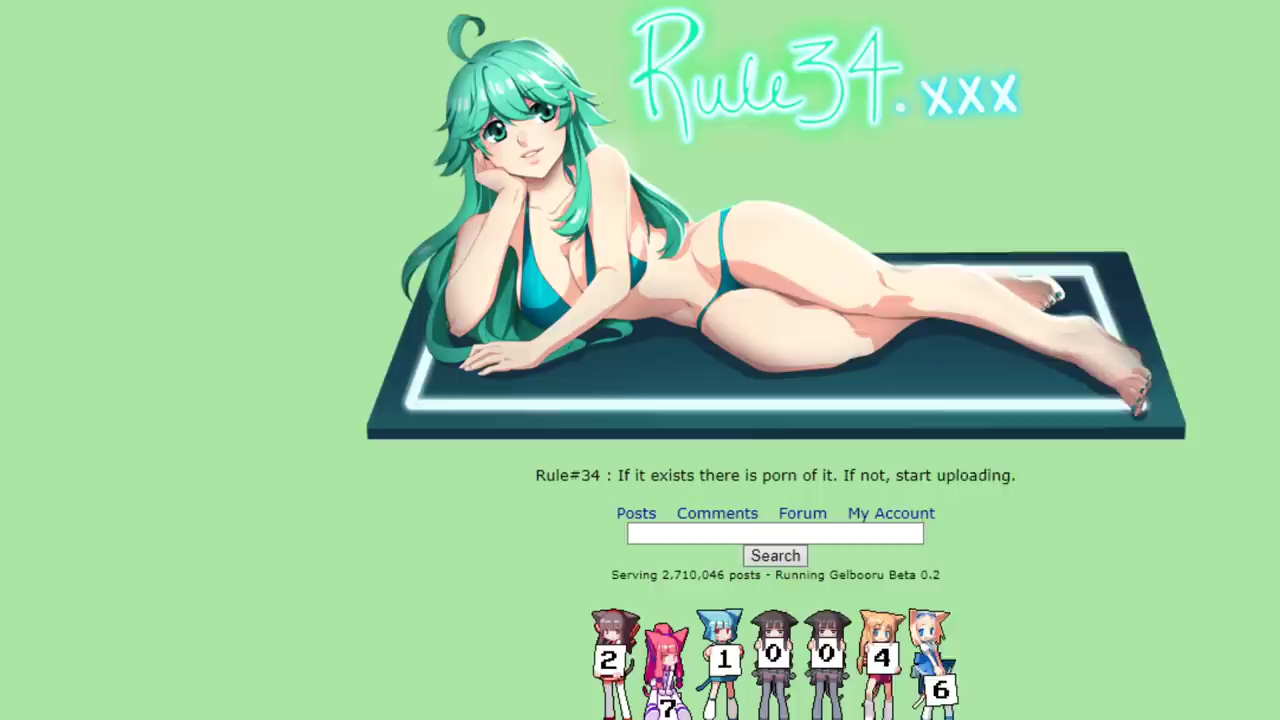 Rule34.xxx
Rule#34 : If it exists there is porn of it. If not, start uploading.
Posts Comments Forum My Account
Search
Serving 2,710,046 posts - Running Gelbooru Beta 0.2
2 7 1 0 0 4 6